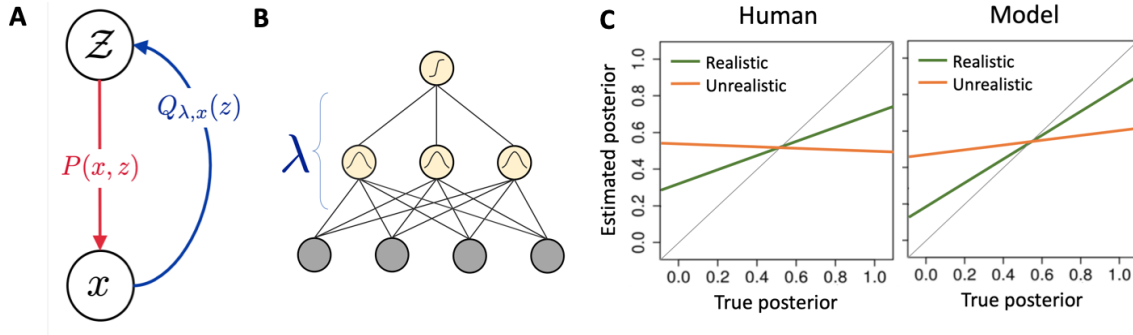 A
Z
Q_{λ,x}(z)
P(x, z)
x
B
λ
C
Human
Realistic
Unrealistic
Estimated posterior
1.0
0.8
0.6
0.4
0.2
0.0
0.0 0.2 0.4 0.6 0.8 1.0
True posterior
Model
Realistic
Unrealistic
0.0 0.2 0.4 0.6 0.8 1.0
True posterior